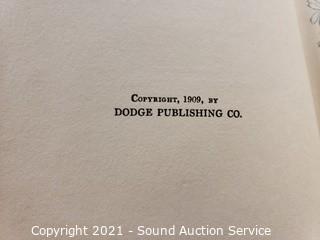 Copyright, 1909, by
DODGE PUBLISHING CO.
Copyright 2021 - Sound Auction Service